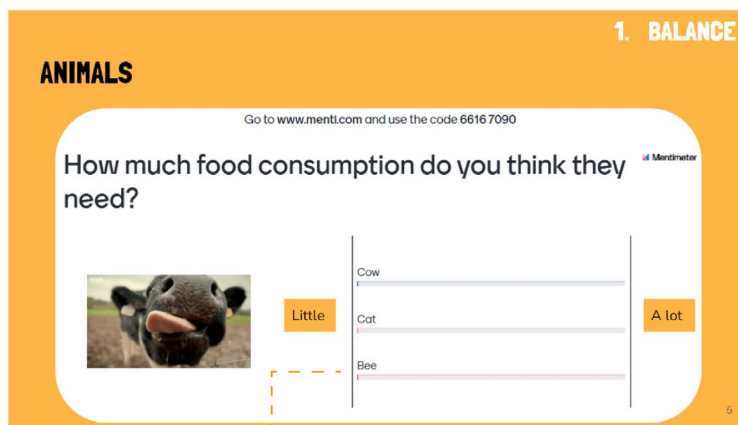 1. BALANCE
ANIMALS
Go to www.menti.com and use the code 6616 7090
How much food consumption do you think they
need?
Mentimeter
Cow
Little
Cat
A lot
Bee
5